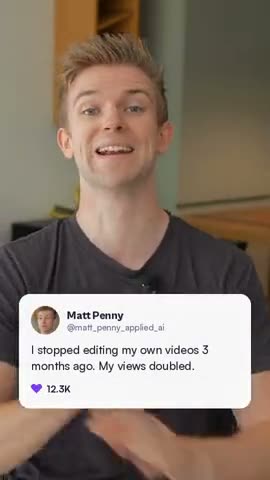 Matt Penny
@matt_penny_applied_ai
I stopped editing my own videos 3
months ago. My views doubled.
12.3K